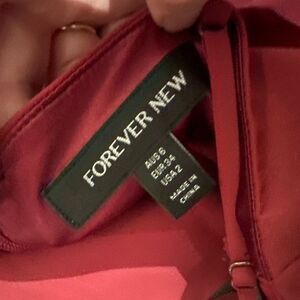 FOREVER NEW
AUS 6
EUR 34
USA 2
MADE IN
CHINA